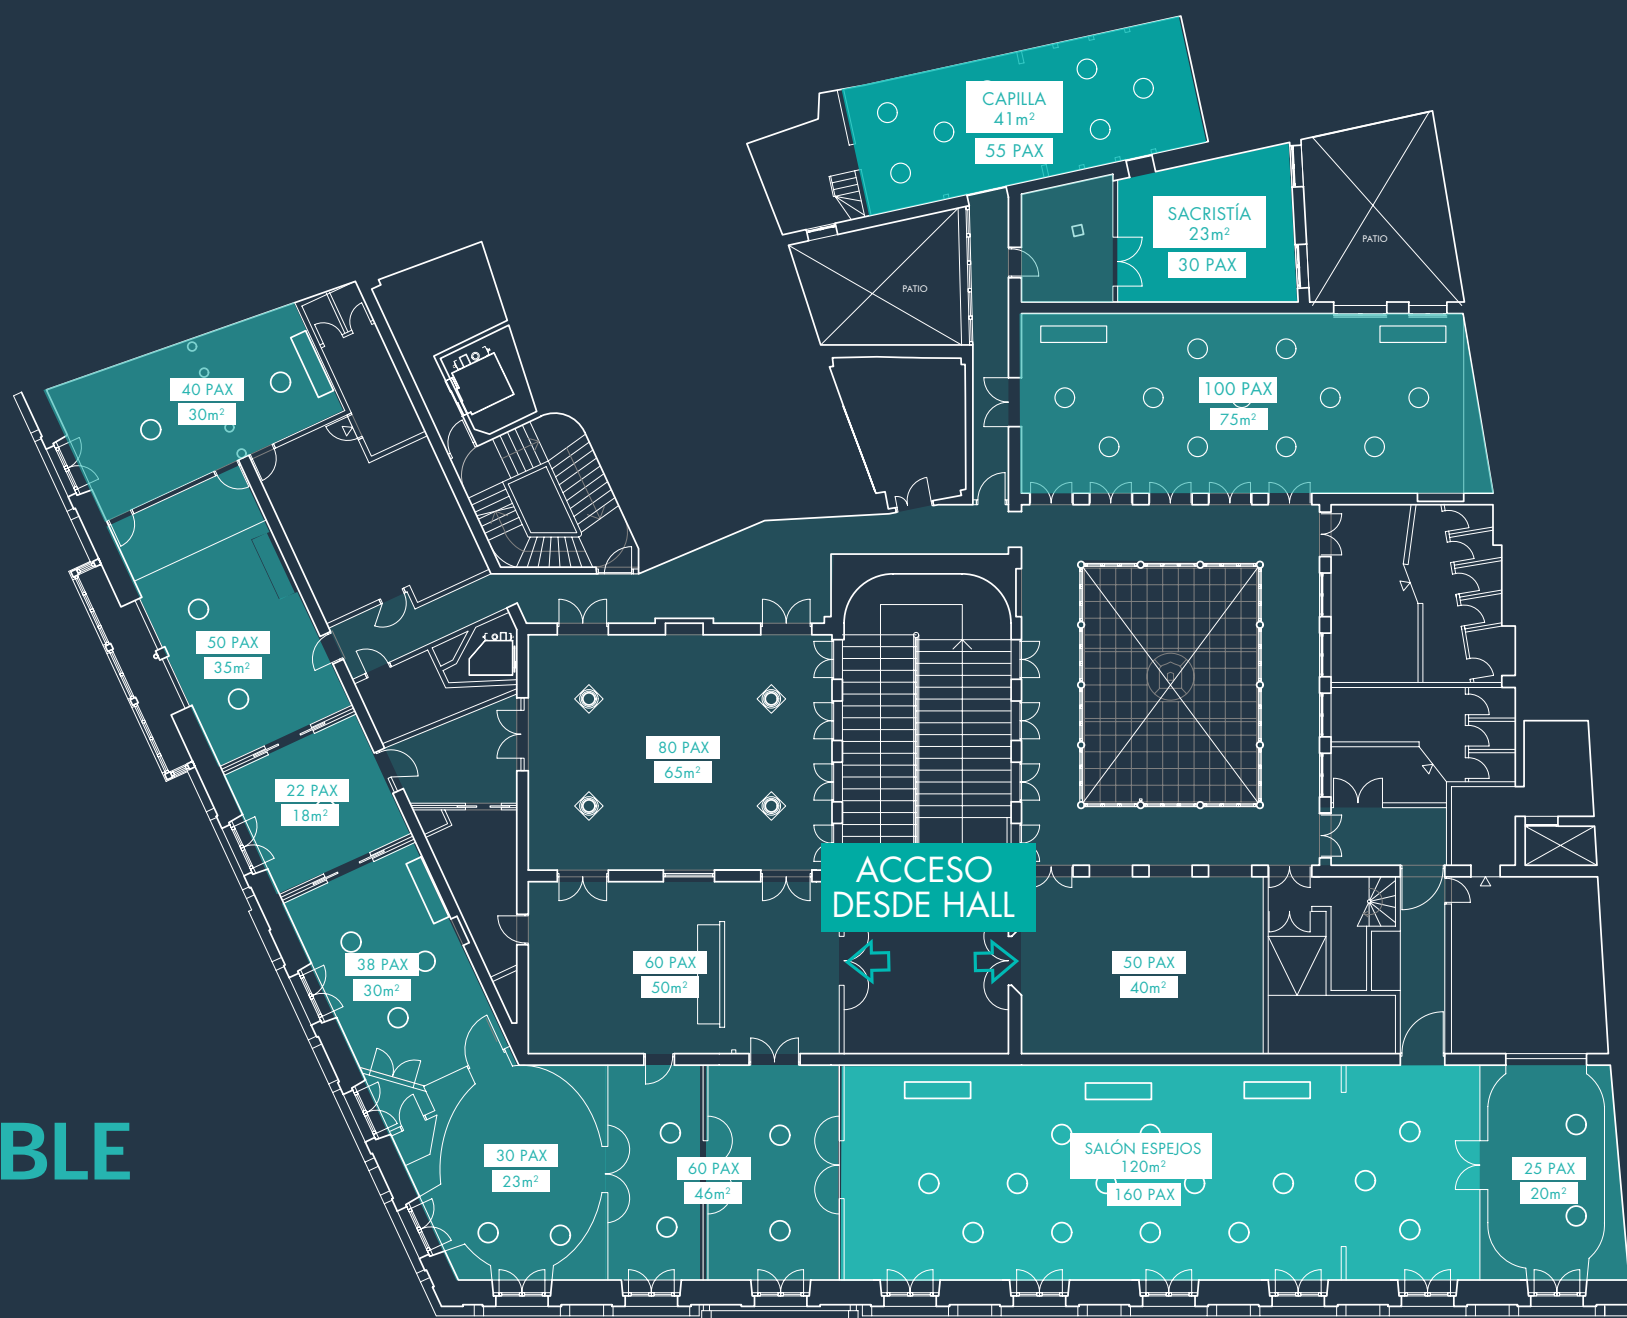 CAPILLA
41m²
55 PAX
SACRISTÍA
23m²
30 PAX
PATIO
PATIO
40 PAX
30m²
100 PAX
75m²
50 PAX
35m²
80 PAX
65m²
22 PAX
18m²
ACCESO
DESDE HALL
38 PAX
30m²
60 PAX
50m²
50 PAX
40m²
BLE
30 PAX
23m²
60 PAX
46m²
SALÓN ESPEJOS
120m²
160 PAX
25 PAX
20m²